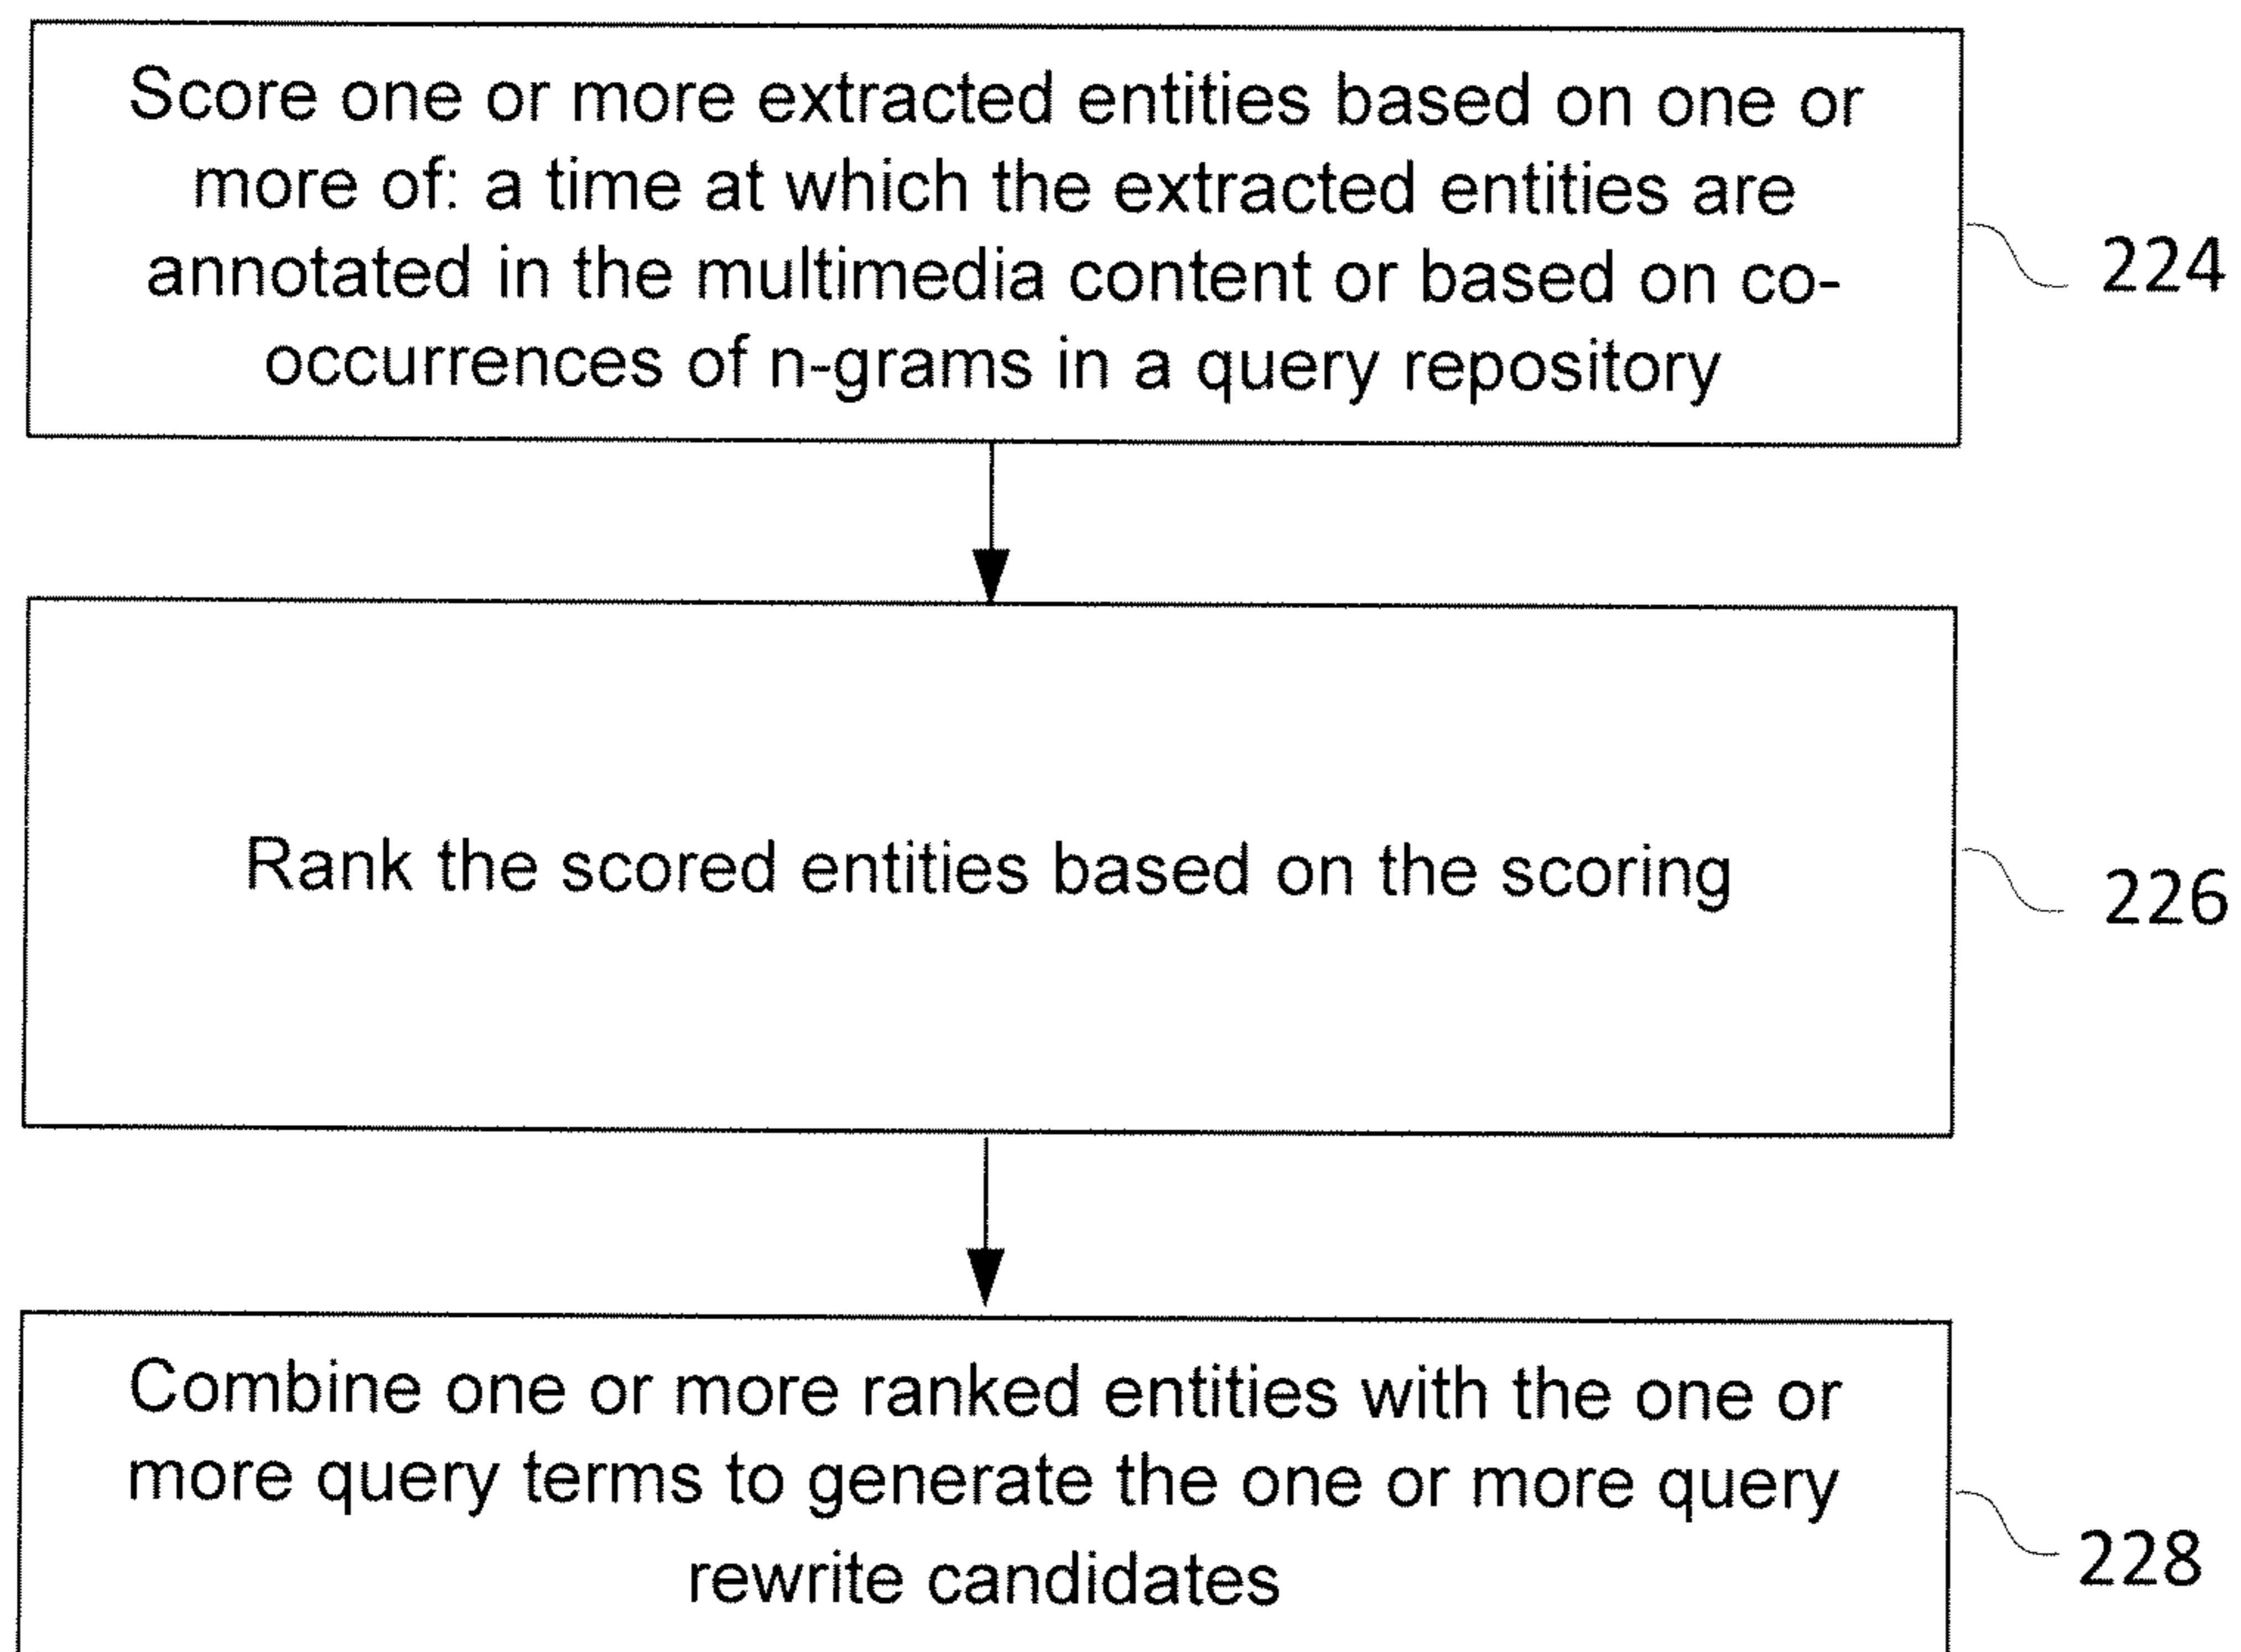 Score one or more extracted entities based on one or
more of: a time at which the extracted entities are
annotated in the multimedia content or based on co-
occurrences of n-grams in a query repository
224
Rank the scored entities based on the scoring
226
Combine one or more ranked entities with the one or
more query terms to generate the one or more query
rewrite candidates
228